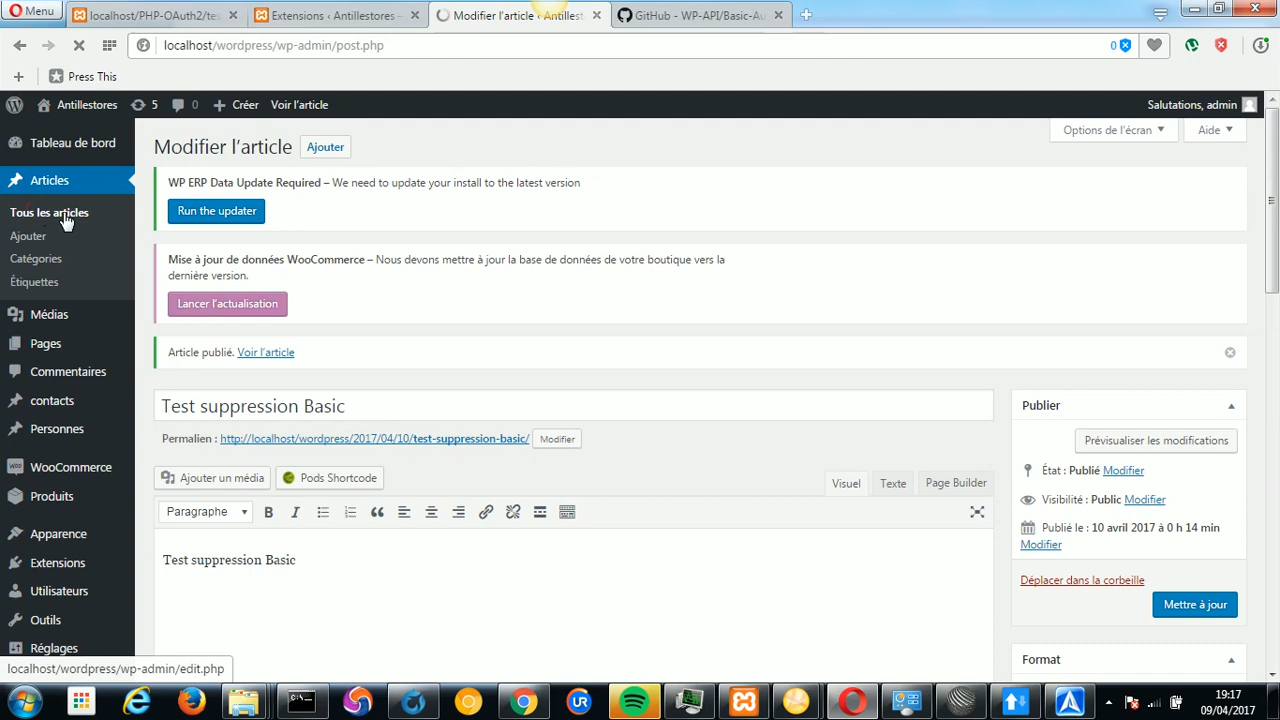 Menu
localhost/PHP-OAuth2/tes
Extensions ‹ Antillestores –
Modifier l'article ‹ Antillest
GitHub - WP-API/Basic-Au
localhost/wordpress/wp-admin/post.php
0
Press This
Antillestores
5
0
Créer
Voir l'article
Salutations, admin
Options de l'écran
Aide
Tableau de bord
Articles
Tous les articles
Ajouter
Catégories
Étiquettes
Médias
Pages
Commentaires
contacts
Personnes
WooCommerce
Produits
Apparence
Extensions
Utilisateurs
Outils
Réglages
Modifier l'article
Ajouter
WP ERP Data Update Required – We need to update your install to the latest version
Run the updater
Mise à jour de données WooCommerce – Nous devons mettre à jour la base de données de votre boutique vers la
dernière version.
Lancer l'actualisation
Article publié. Voir l'article
Test suppression Basic
Permalien : http://localhost/wordpress/2017/04/10/test-suppression-basic/ Modifier
Ajouter un média
Pods Shortcode
Visuel
Texte
Page Builder
Paragraphe
Test suppression Basic
Publier
Prévisualiser les modifications
État : Publié Modifier
Visibilité : Public Modifier
Publié le : 10 avril 2017 à 0 h 14 min
Modifier
Déplacer dans la corbeille
Mettre à jour
Format
localhost/wordpress/wp-admin/edit.php
19:17
09/04/2017